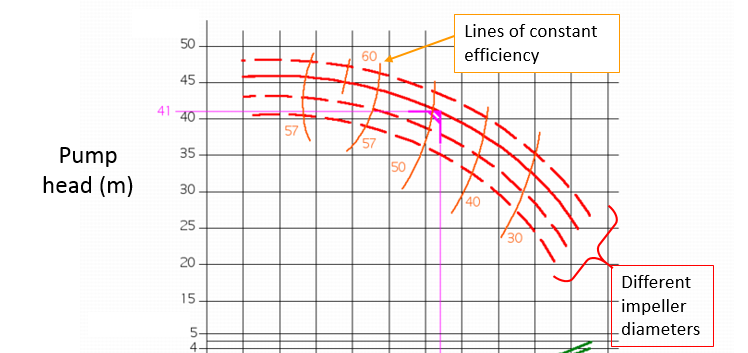 Lines of constant
efficiency
60
50
45
41
40
57
57
Pump
head (m)
35
50
30
40
25
30
20
Different
impeller
diameters
15
5
4